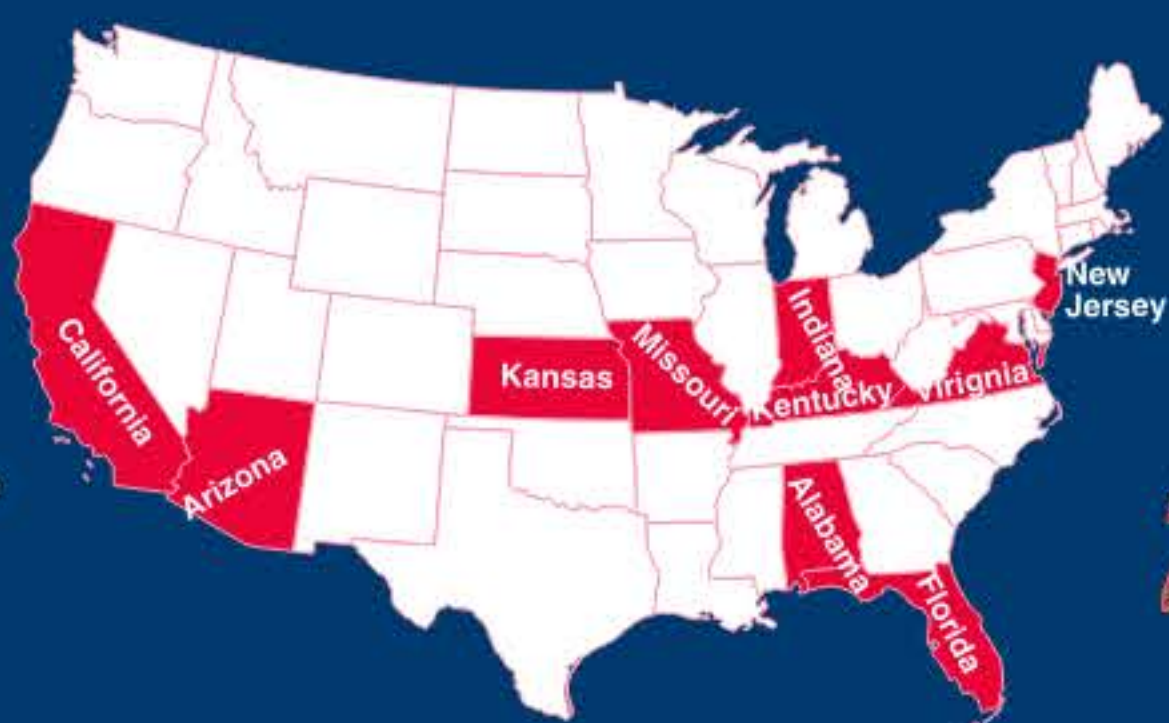 New
Jersey
Indiana
Missouri
California
Kansas
Kentucky
Virignia
Arizona
Alabama
Florida